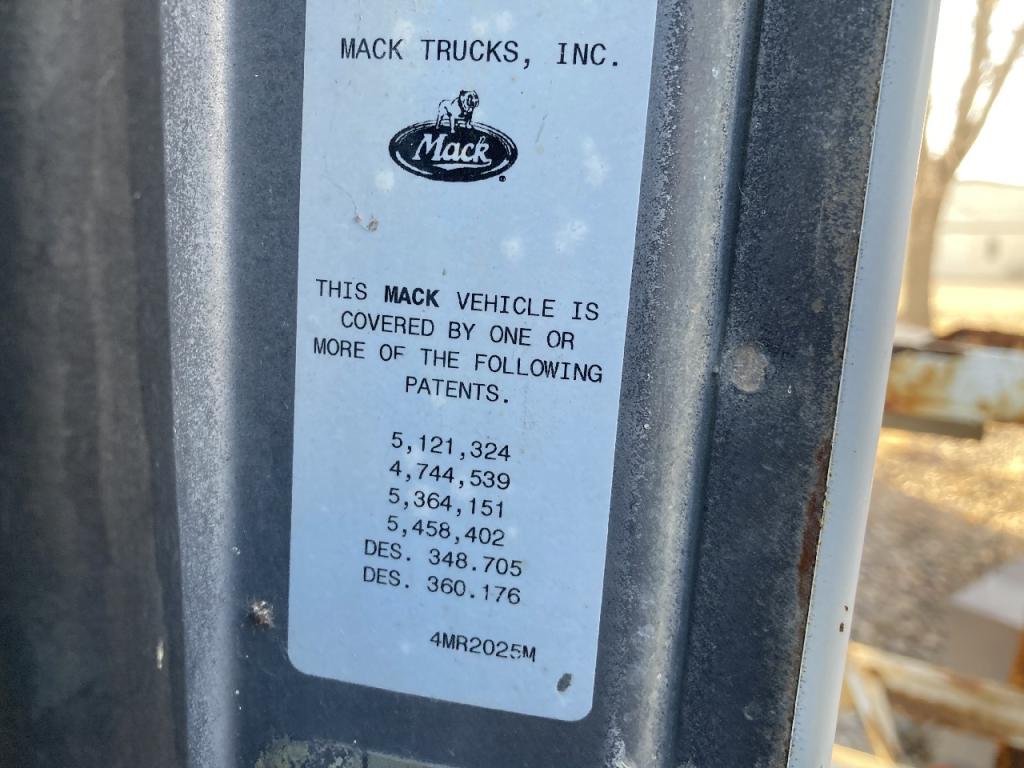 MACK TRUCKS, INC.
Mack
®
THIS MACK VEHICLE IS
COVERED BY ONE OR
MORE OF THE FOLLOWING
PATENTS.
5,121,324
4,744,539
5,364,151
5,458,402
DES. 348.705
DES. 360.176
4MR2025M